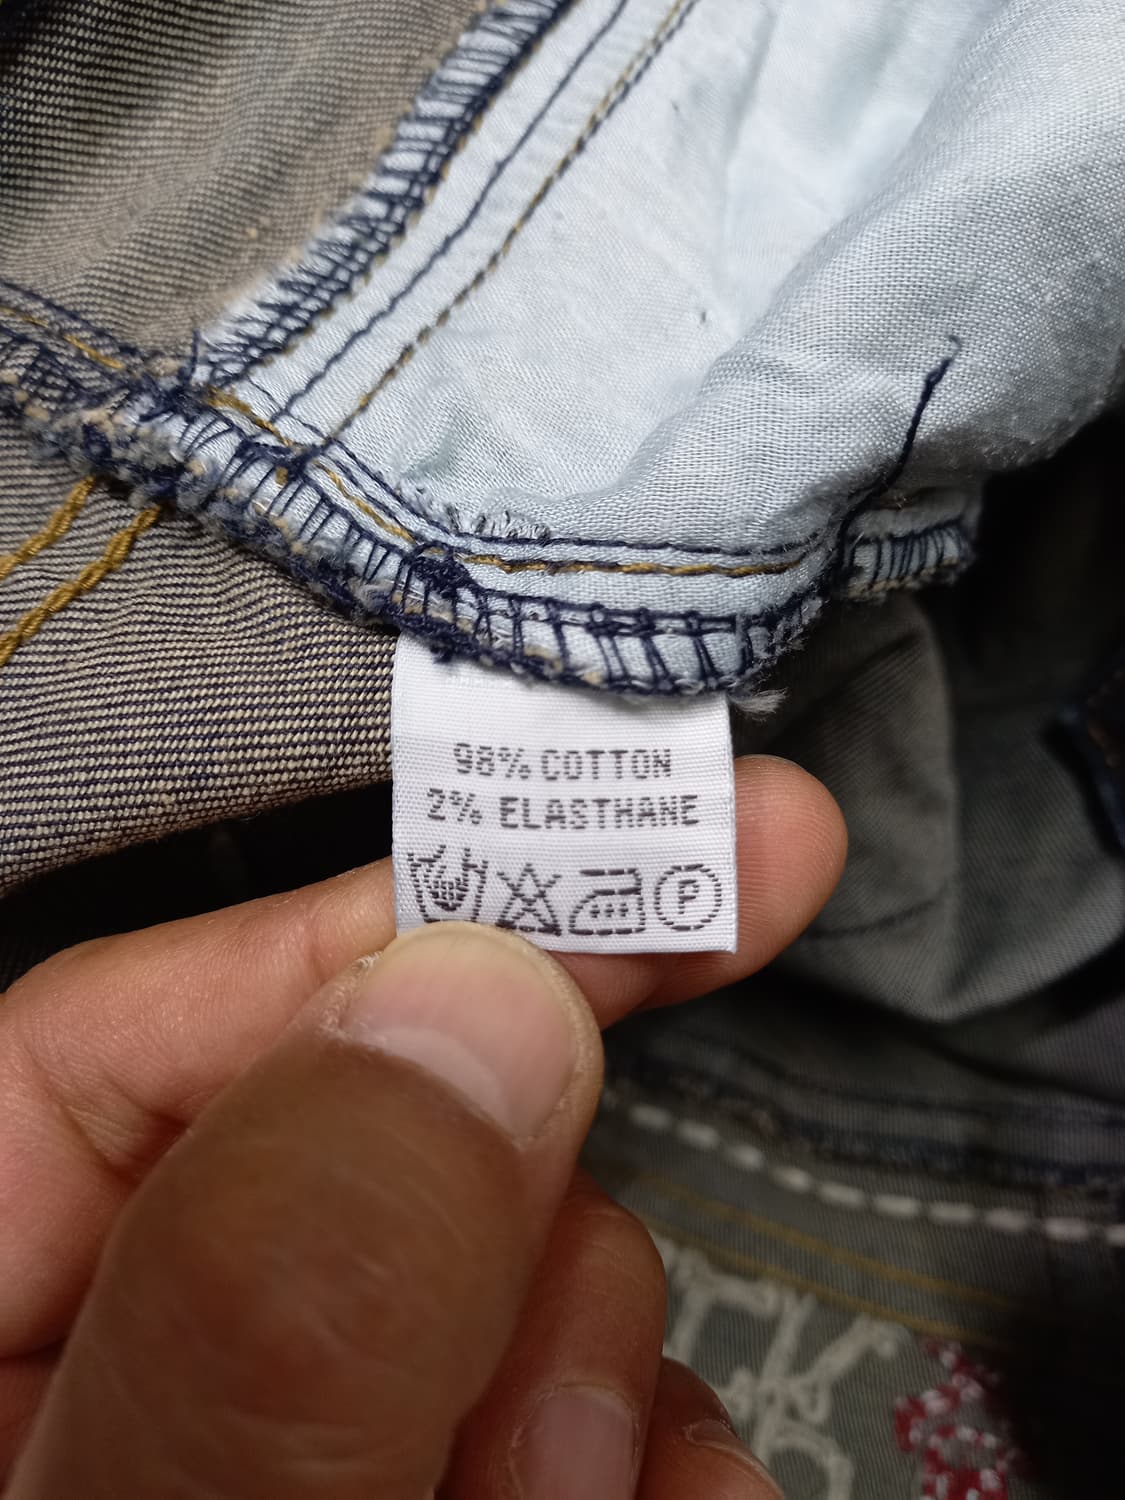 98% COTTON
2% ELASTHANE
P